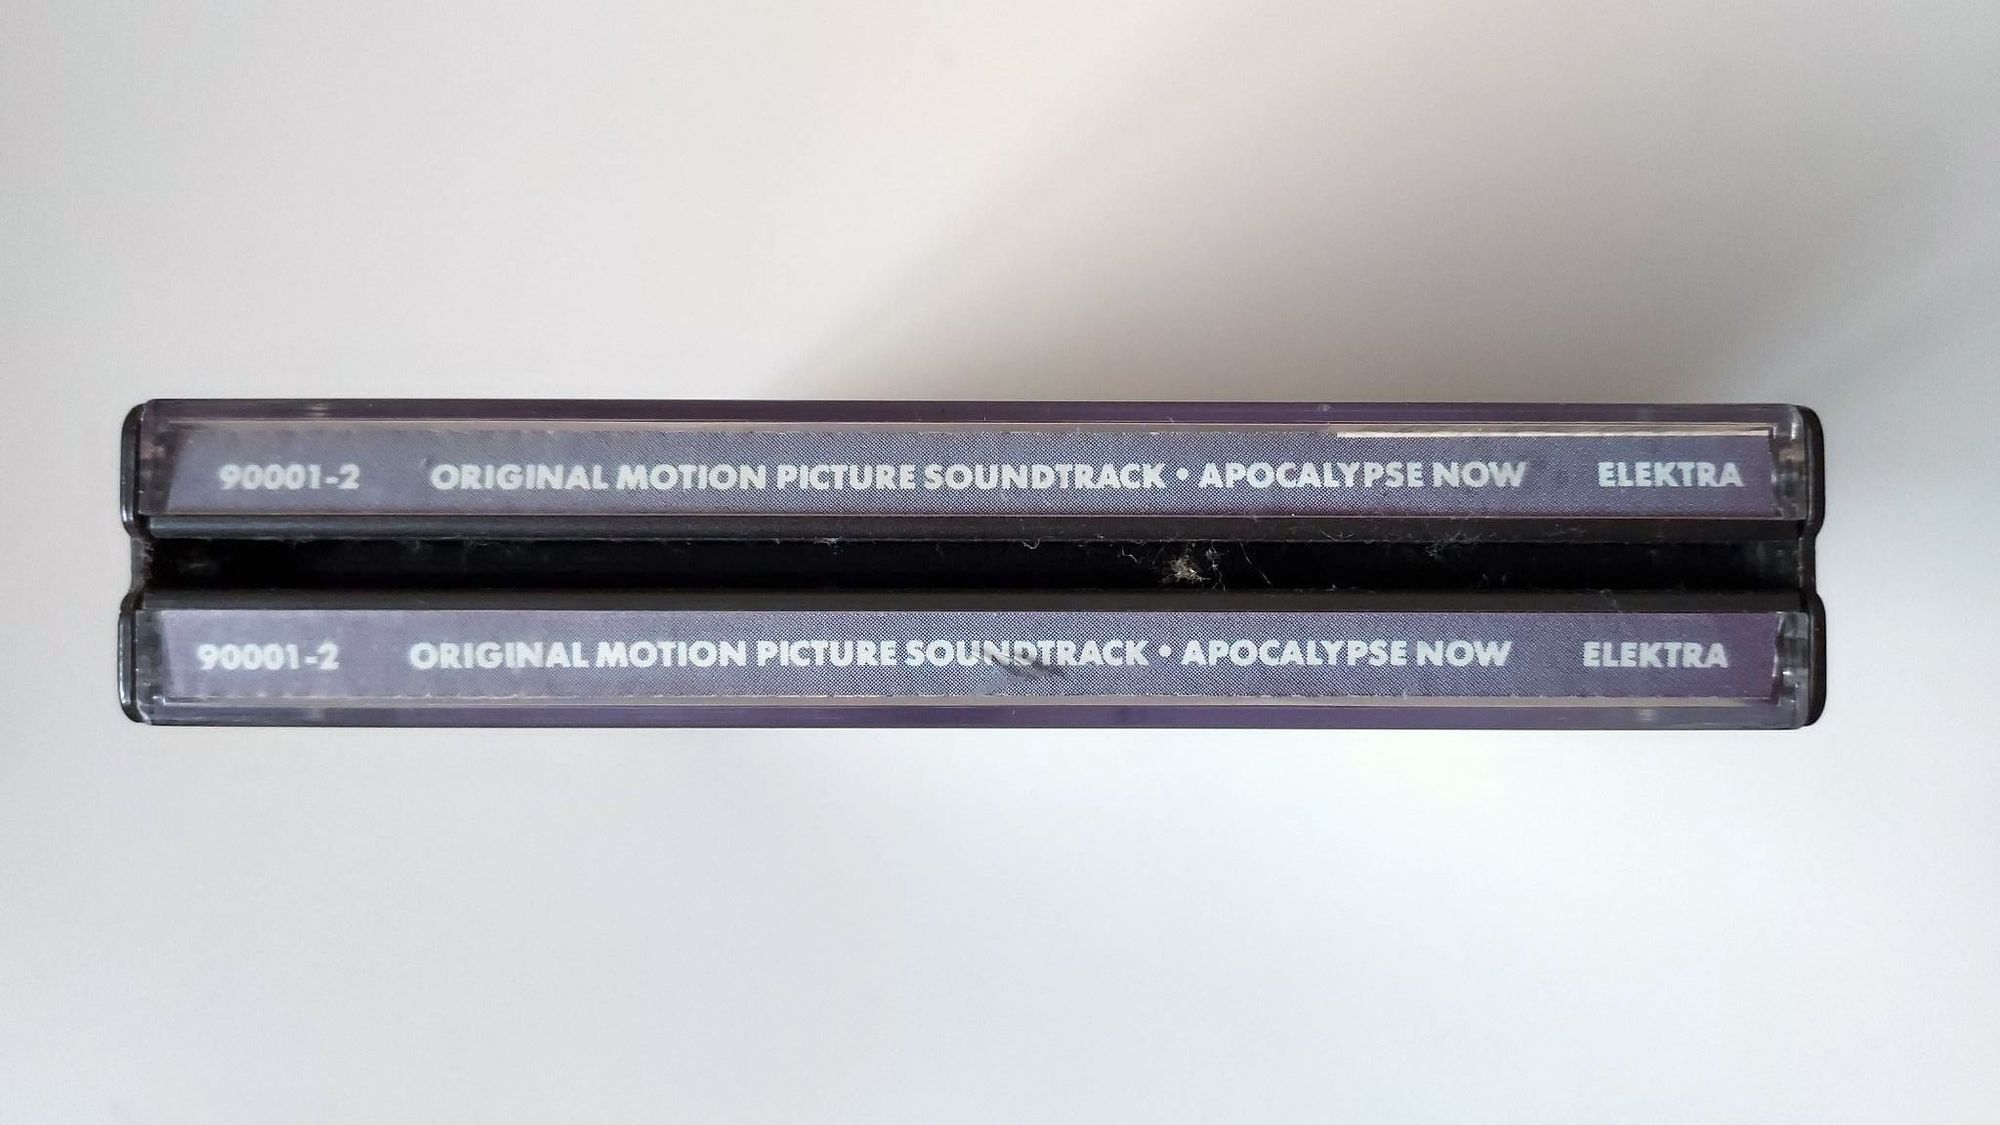 90001-2 ORIGINAL MOTION PICTURE SOUNDTRACK • APOCALYPSE NOW ELEKTRA
90001-2 ORIGINAL MOTION PICTURE SOUNDTRACK • APOCALYPSE NOW ELEKTRA